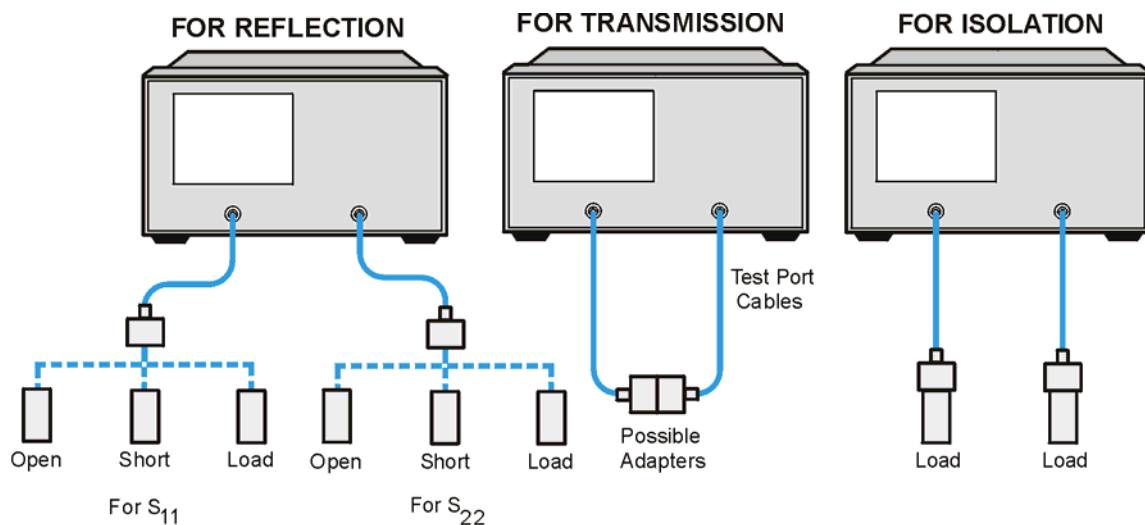 FOR REFLECTION
FOR TRANSMISSION
FOR ISOLATION
Test Port
Cables
Open
Short
Load
Open
Short
Load
Possible
Adapters
Load
Load
For S11
For S22